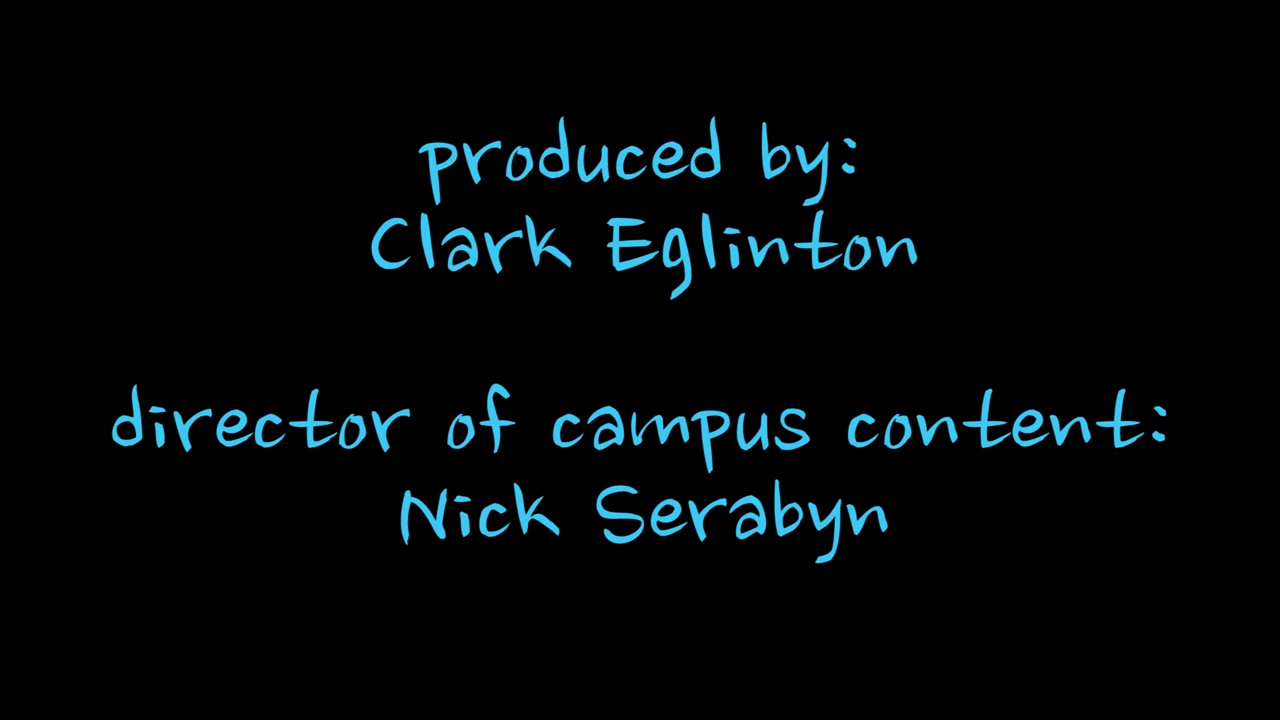 produced by:
Clark Eglinton
director of campus content:
Nick Serabyn